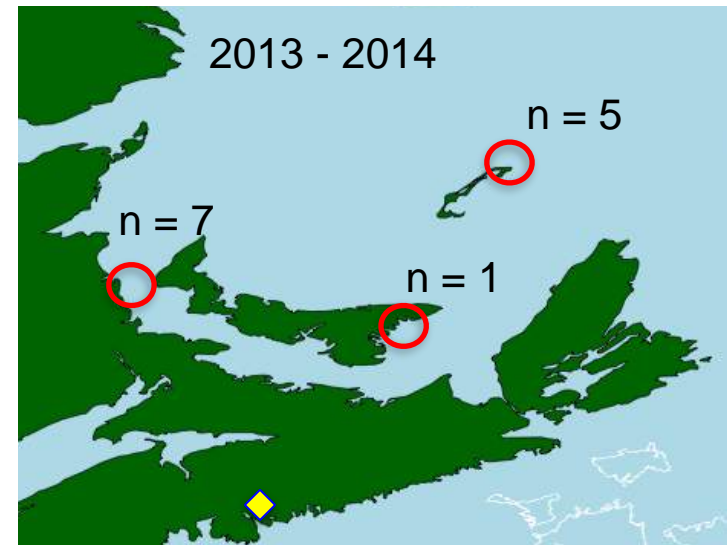 2013 - 2014
n = 5
n = 7
n = 1